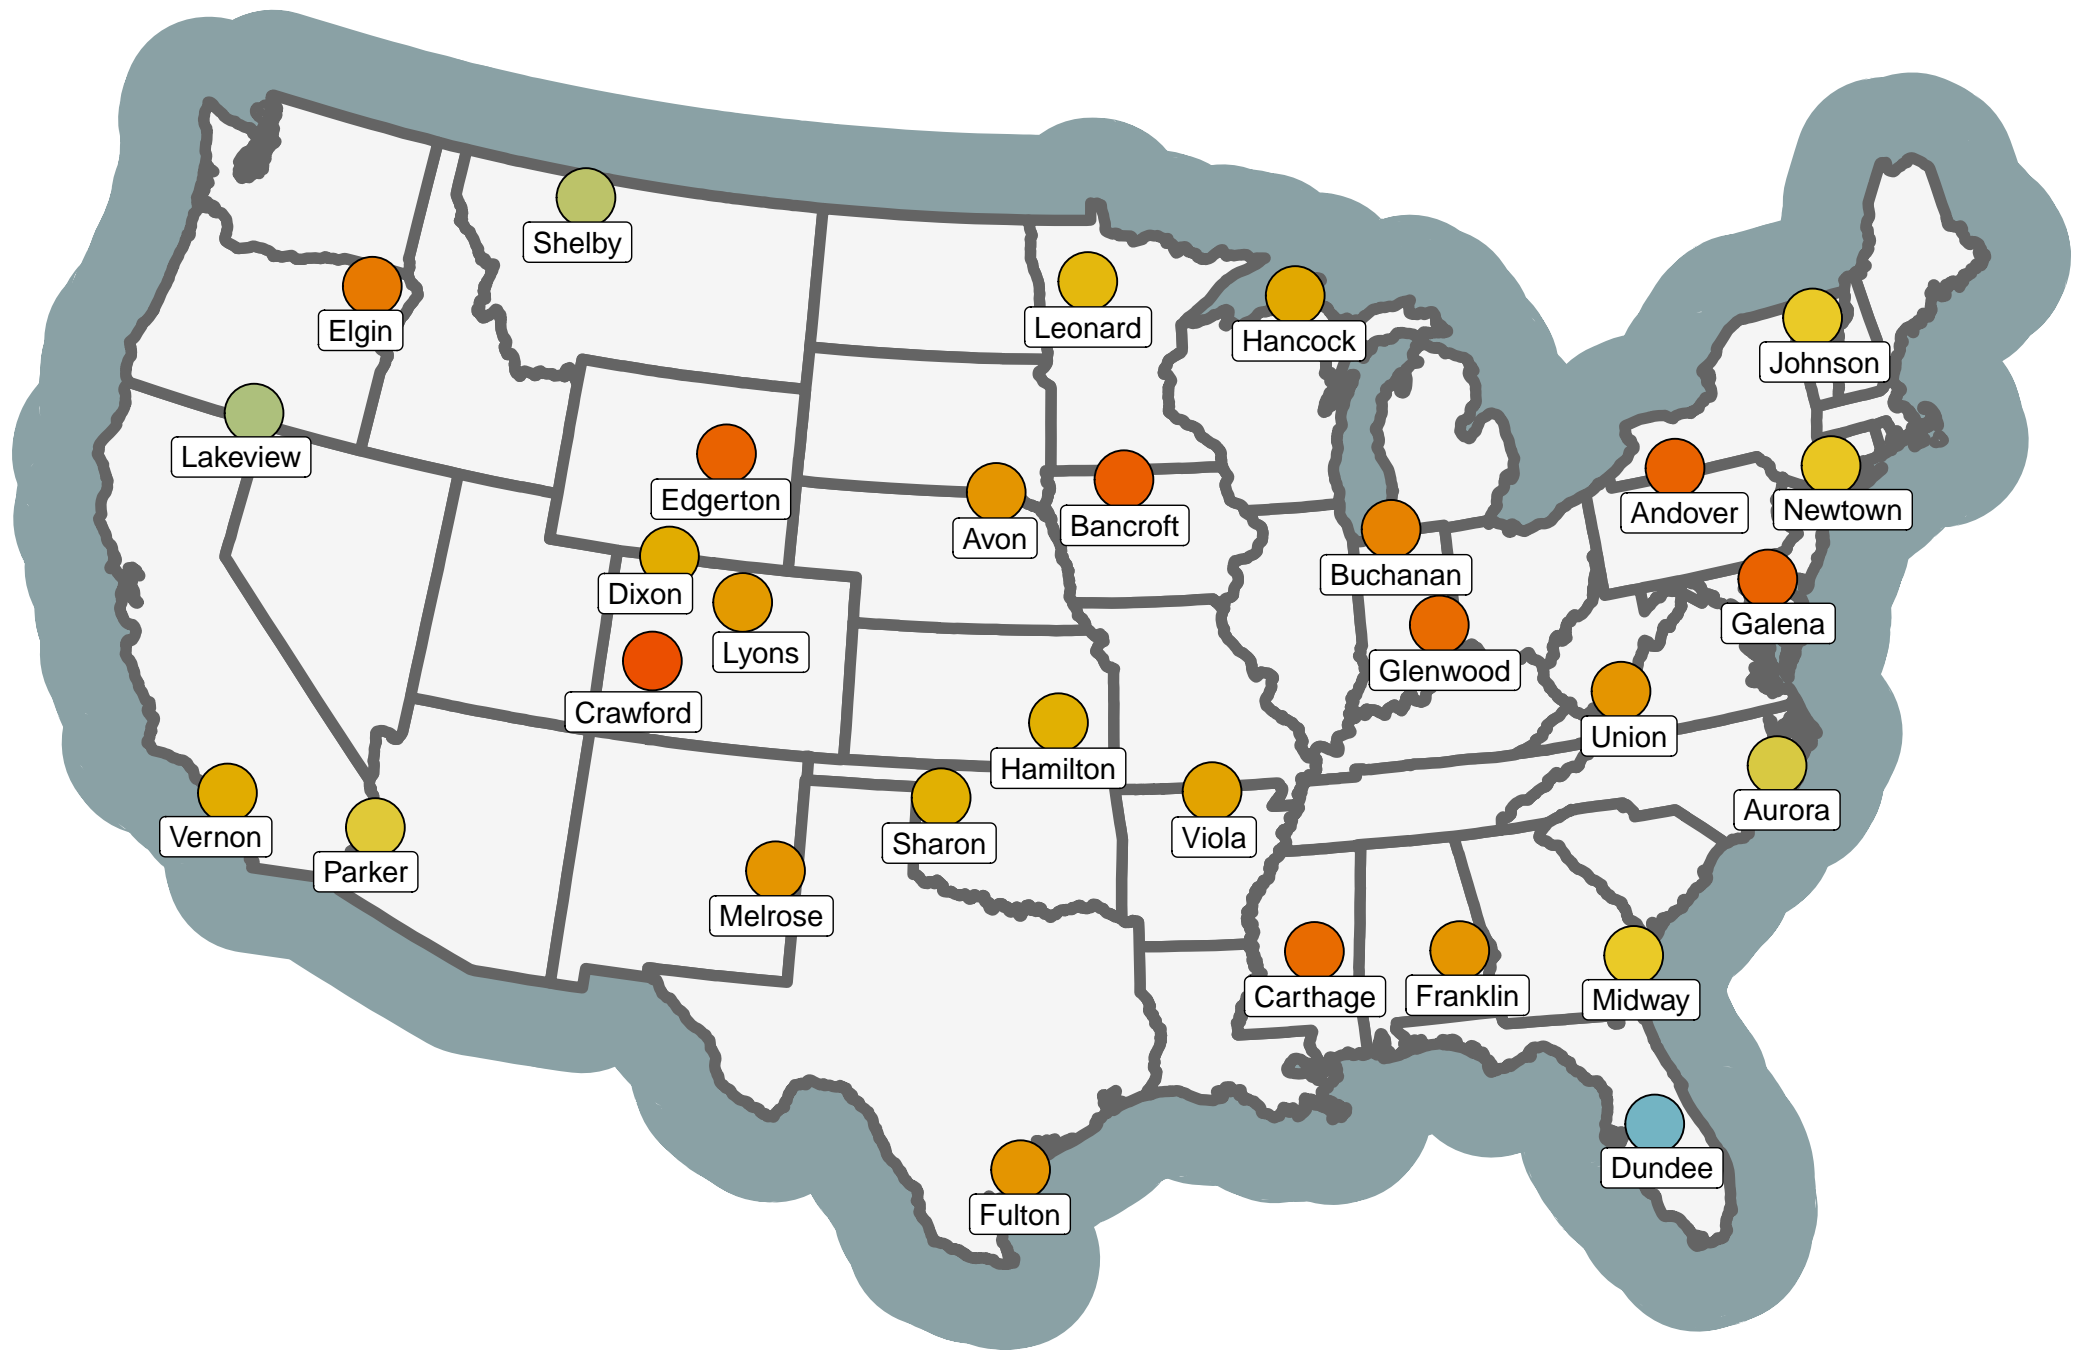 Shelby
Leonard
Elgin
Hancock
Johnson
Lakeview
Edgerton
Avon
Bancroft
Andover
Newtown
Buchanan
Dixon
Lyons
Galena
Glenwood
Crawford
Union
Hamilton
Aurora
Vernon
Sharon
Viola
Parker
Melrose
Carthage
Franklin
Midway
Dundee
Fulton